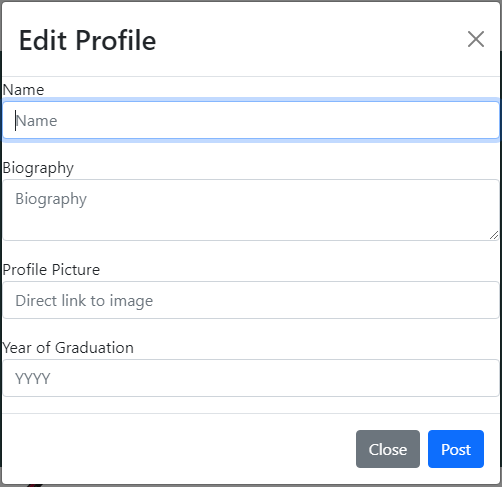 Edit Profile
Name
Name
Biography
Biography
Profile Picture
Direct link to image
Year of Graduation
YYYY
Close Post